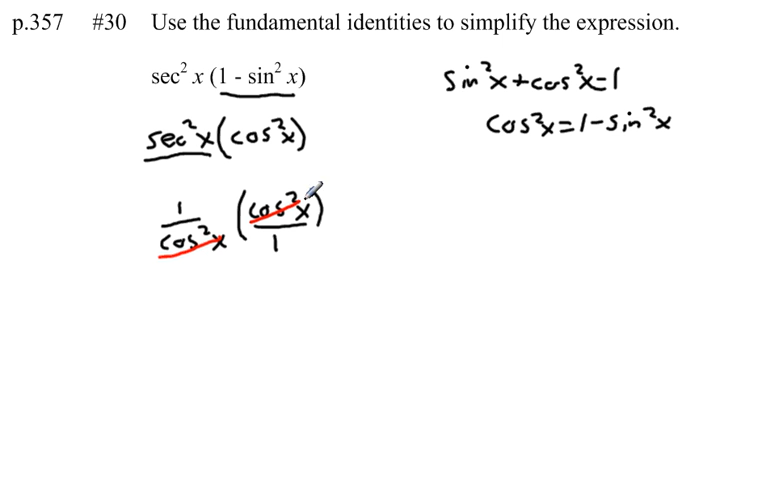 p.357 #30 Use the fundamental identities to simplify the expression.
sec² x (1 - sin² x)
sin²x+cos²x=1
cos²x=1-sin²x
sec²x(cos²x)
1/cos²x (cos²x/1)